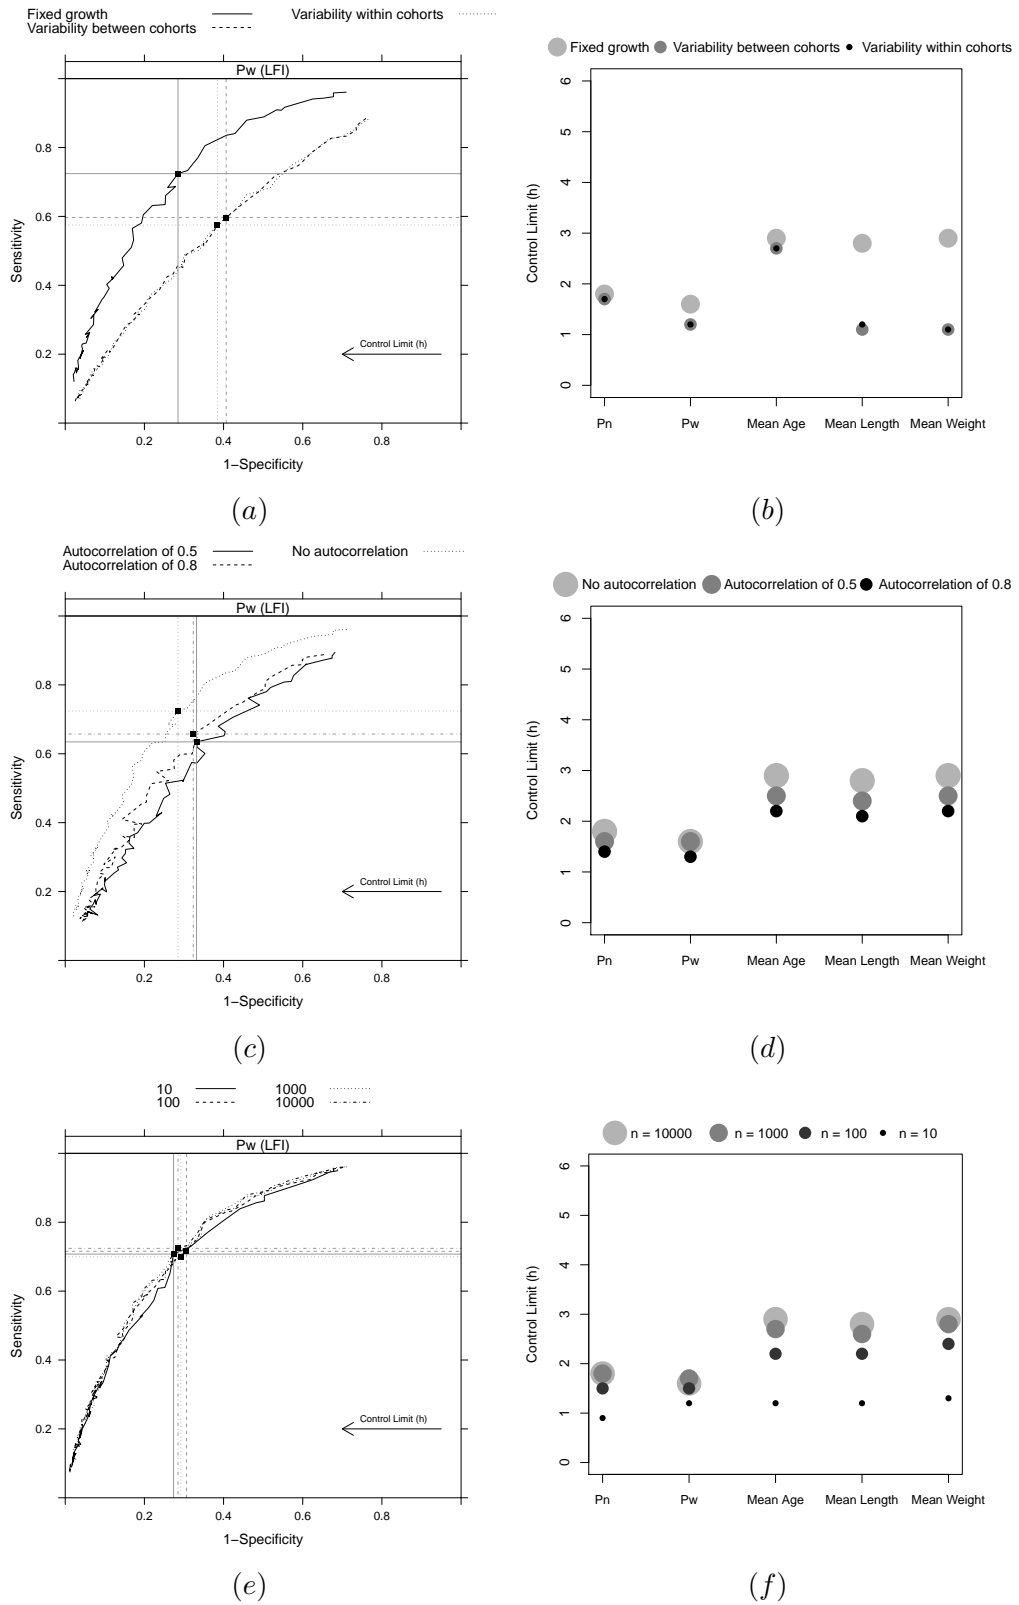 Fixed growth
Variability between cohorts
Variability within cohorts
Pw (LFI)
Sensitivity
0.8
0.6
0.4
0.2
Control Limit (h)
0.2
0.4
0.6
0.8
1−Specificity
(a)
Fixed growth
Variability between cohorts
Variability within cohorts
Control Limit (h)
6
5
4
3
2
1
0
Pn
Pw
Mean Age
Mean Length
Mean Weight
(b)
Autocorrelation of 0.5
Autocorrelation of 0.8
No autocorrelation
Pw (LFI)
Sensitivity
0.8
0.6
0.4
0.2
Control Limit (h)
0.2
0.4
0.6
0.8
1−Specificity
(c)
No autocorrelation
Autocorrelation of 0.5
Autocorrelation of 0.8
Control Limit (h)
6
5
4
3
2
1
0
Pn
Pw
Mean Age
Mean Length
Mean Weight
(d)
10
100
1000
10000
Pw (LFI)
Sensitivity
0.8
0.6
0.4
0.2
Control Limit (h)
0.2
0.4
0.6
0.8
1−Specificity
(e)
n = 10000
n = 1000
n = 100
n = 10
Control Limit (h)
6
5
4
3
2
1
0
Pn
Pw
Mean Age
Mean Length
Mean Weight
(f)